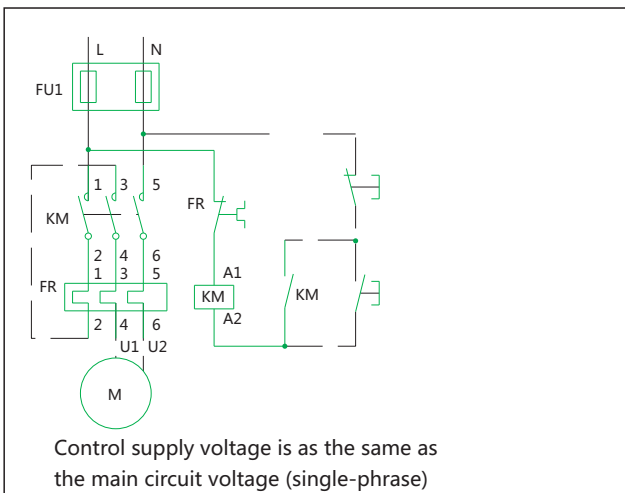 L N
FU1
1 3 5
FR
KM
2 4 6
A1
1 3 5
FR
KM
KM
A2
2 4 6
U1 U2
M
Control supply voltage is as the same as
the main circuit voltage (single-phrase)